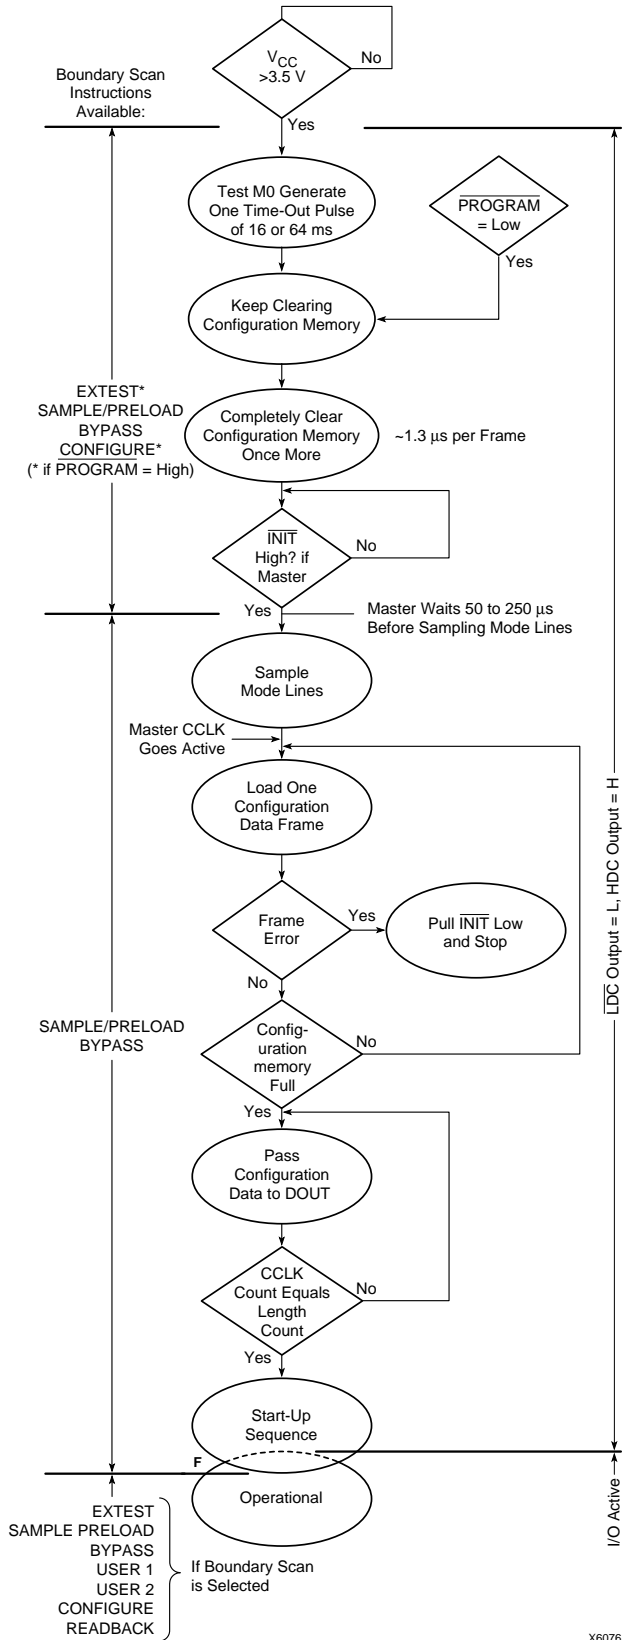 V_CC
>3.5 V
No
Boundary Scan
Instructions
Available:
Yes
Test M0 Generate
One Time-Out Pulse
of 16 or 64 ms
PROGRAM
= Low
Yes
Keep Clearing
Configuration Memory
EXTEST*
SAMPLE/PRELOAD
BYPASS
CONFIGURE*
(* if PROGRAM = High)
Completely Clear
Configuration Memory
Once More
~1.3 µs per Frame
INIT
High? if
Master
No
Yes
Master Waits 50 to 250 µs
Before Sampling Mode Lines
Sample
Mode Lines
Master CCLK
Goes Active
Load One
Configuration
Data Frame
LDC Output = L, HDC Output = H
Frame
Error
Yes
Pull INIT Low
and Stop
No
SAMPLE/PRELOAD
BYPASS
Config-
uration
memory
Full
No
Yes
Pass
Configuration
Data to DOUT
CCLK
Count Equals
Length
Count
No
Yes
Start-Up
Sequence
F
Operational
I/O Active
EXTEST
SAMPLE PRELOAD
BYPASS
USER 1
USER 2
CONFIGURE
READBACK
If Boundary Scan
is Selected
X6076